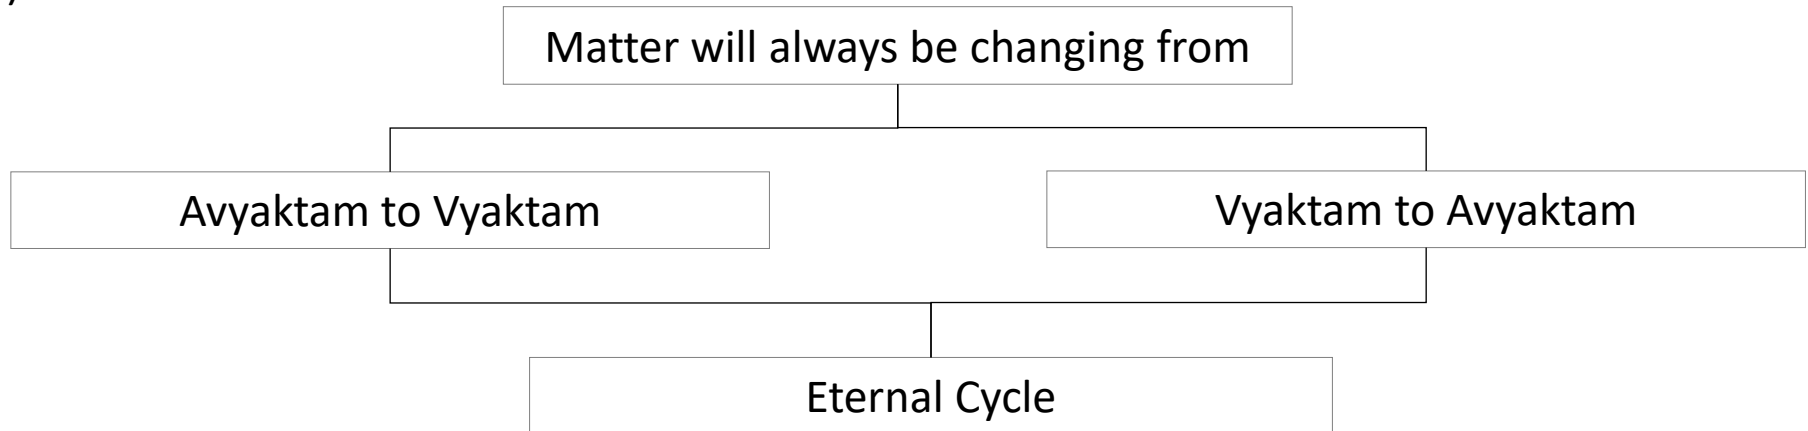 Matter will always be changing from
Avyaktam to Vyaktam
Vyaktam to Avyaktam
Eternal Cycle